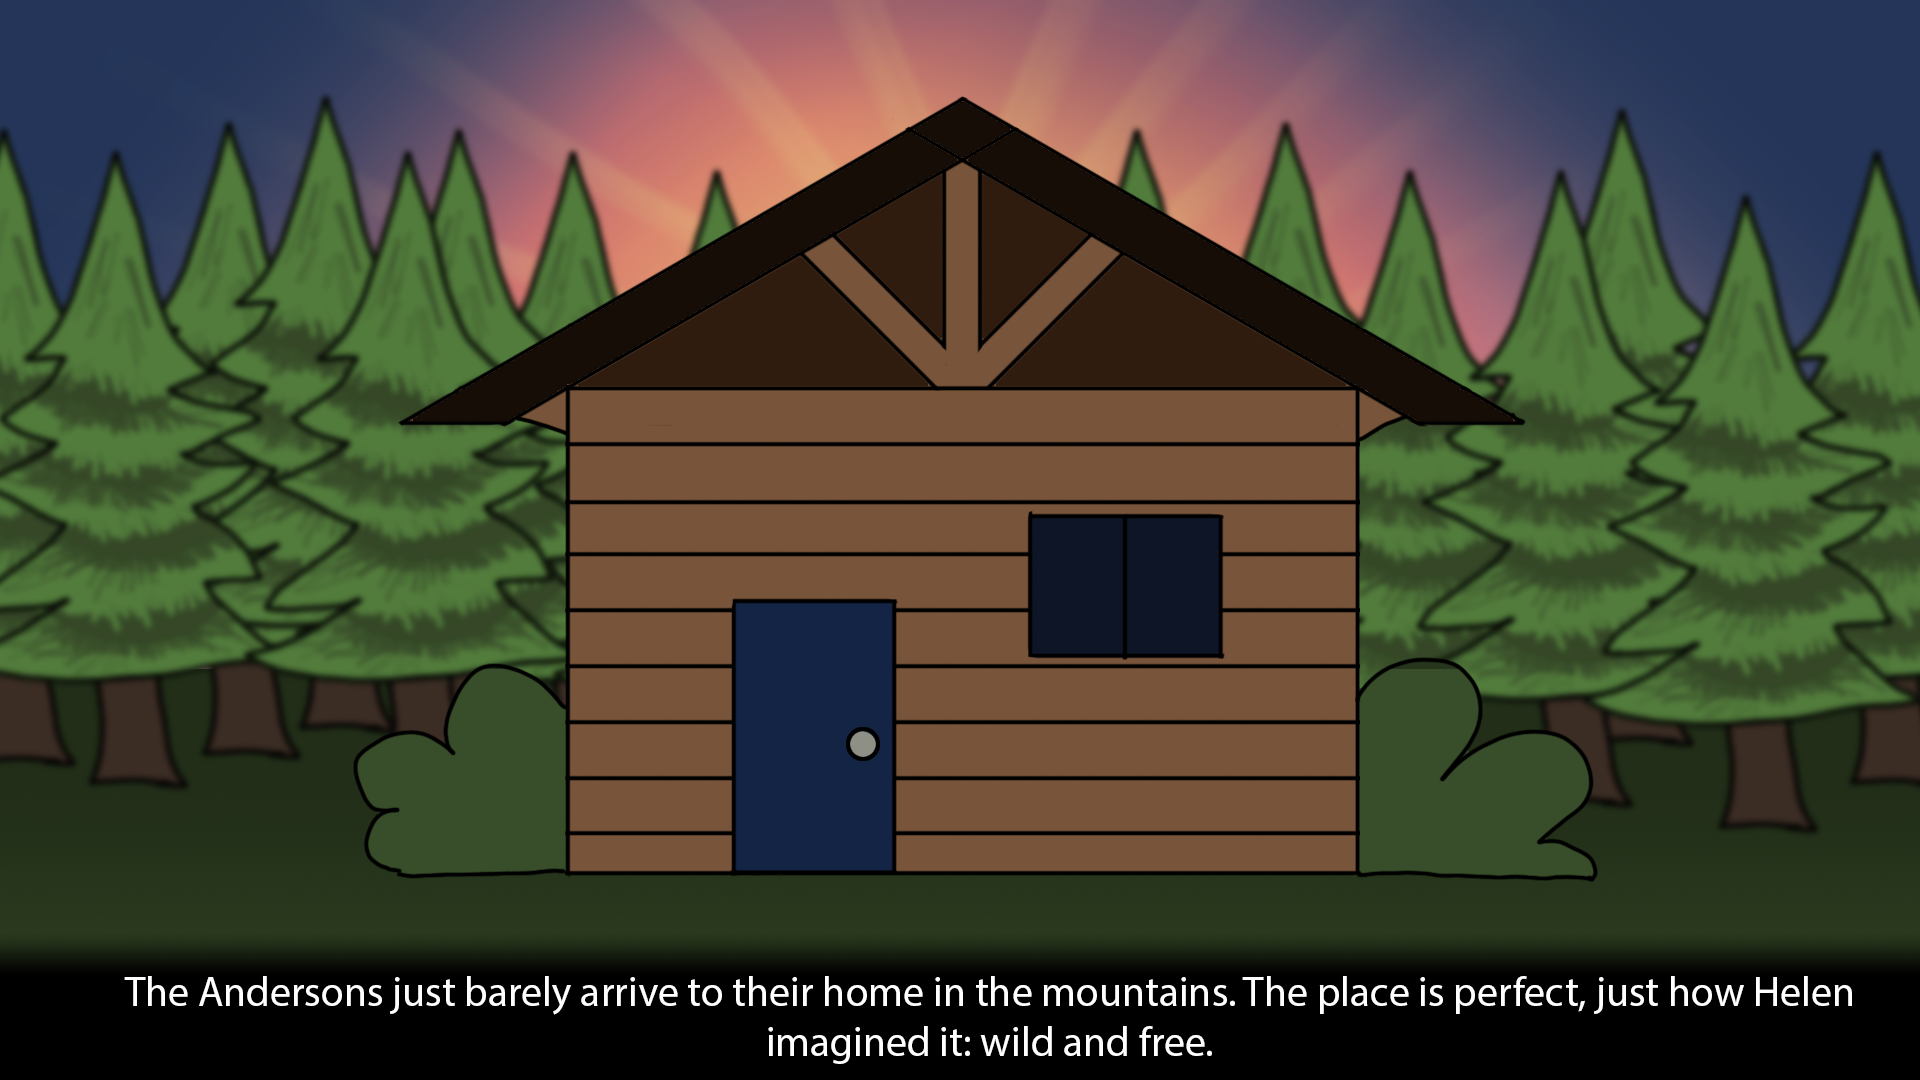 The Andersons just barely arrive to their home in the mountains. The place is perfect, just how Helen
imagined it: wild and free.